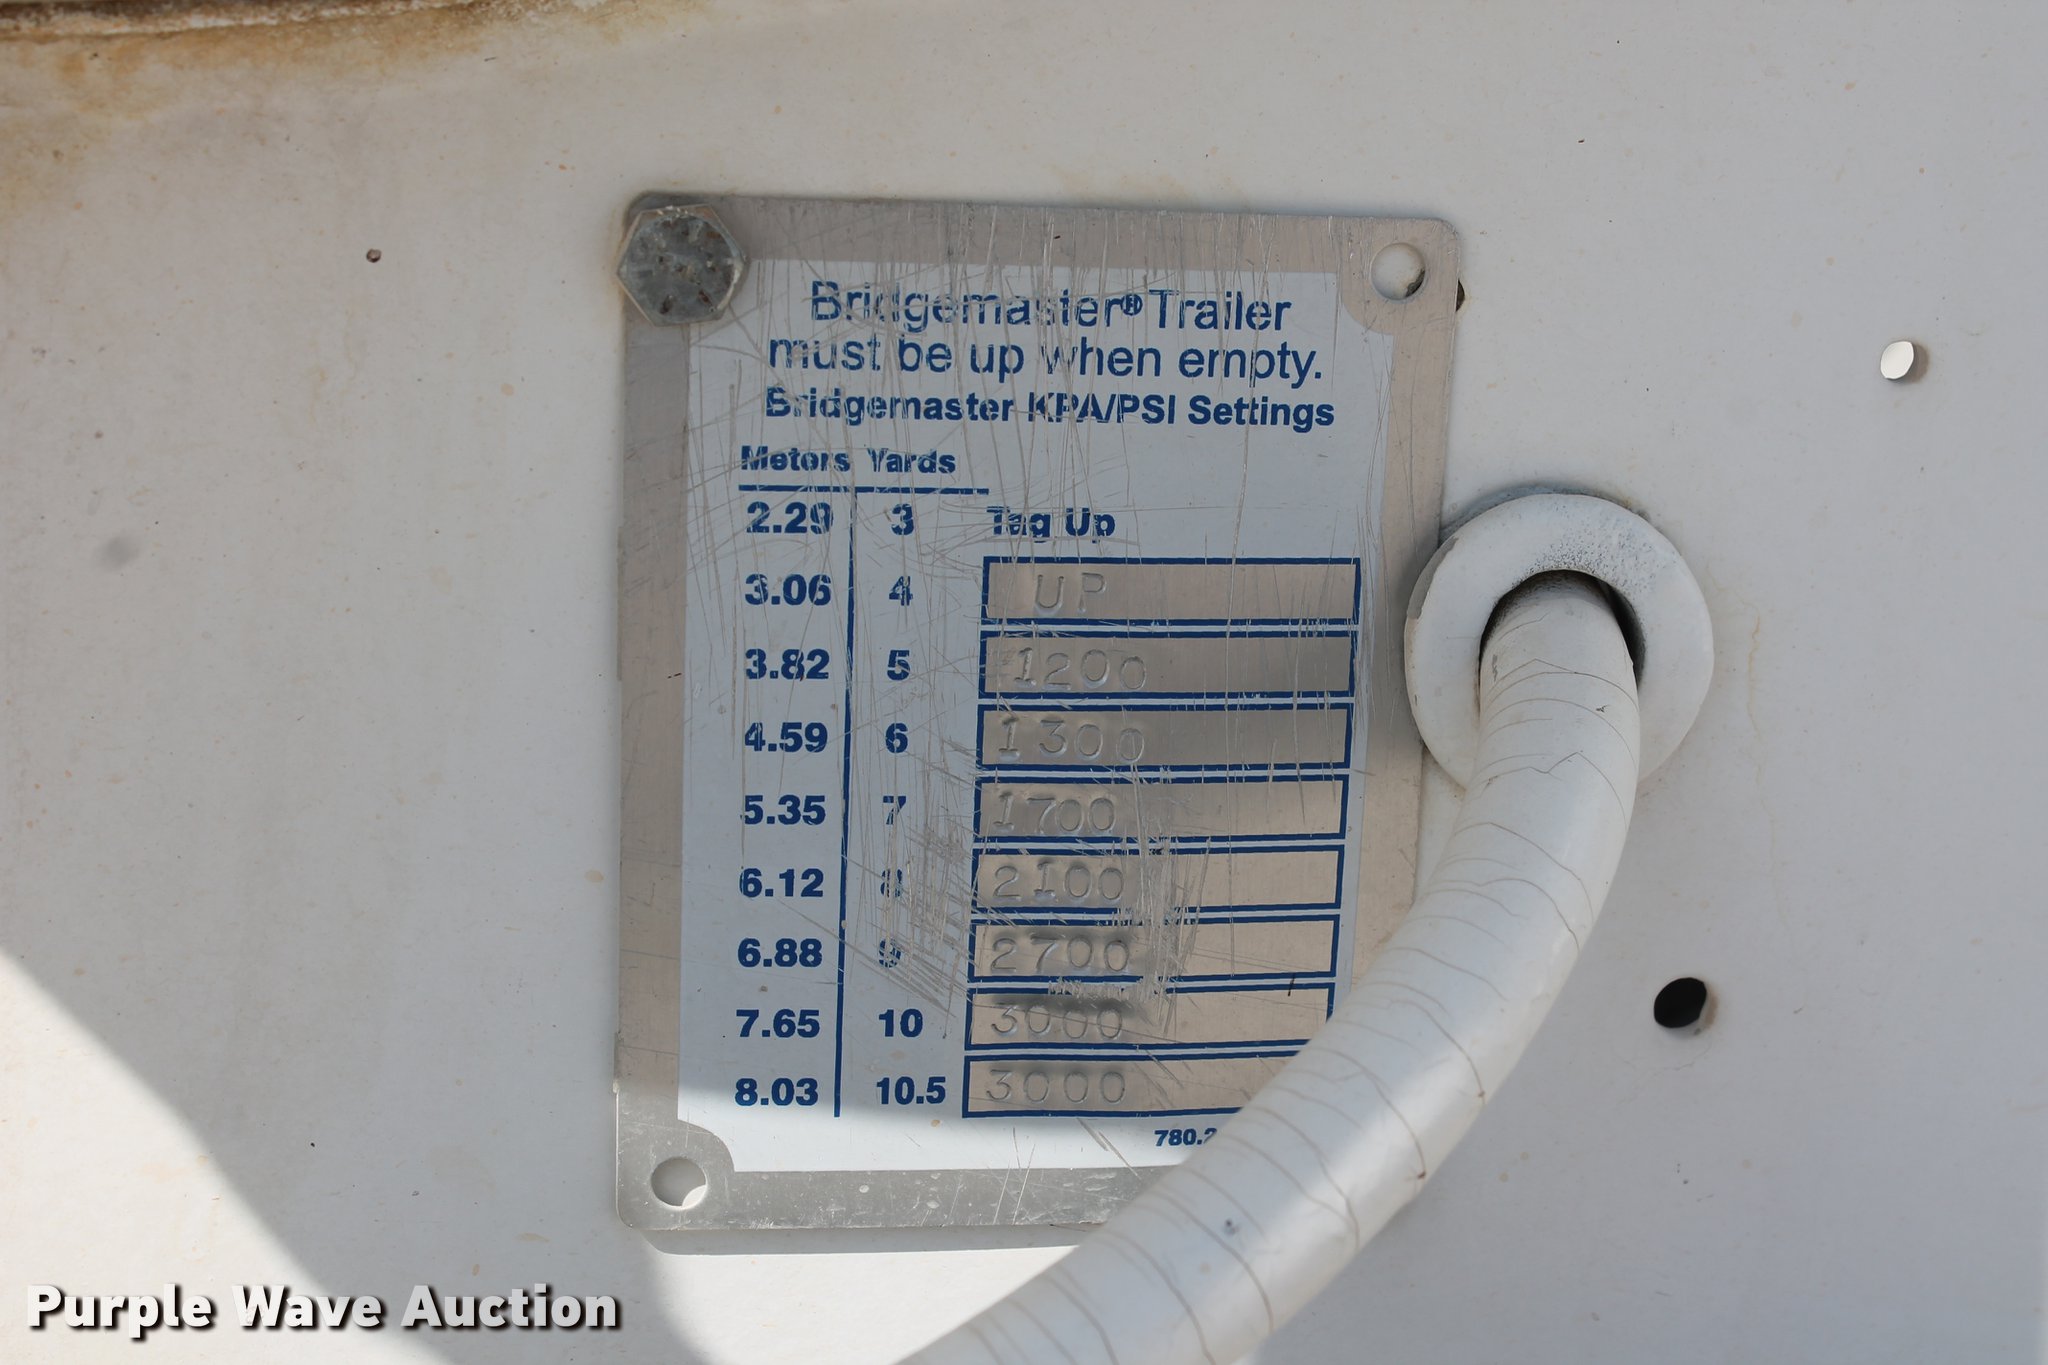 Bridgemaster® Trailer
must be up when empty.
Bridgemaster KPA/PSI Settings
Meters Yards
2.29 3 Tag Up
3.06 4 UP
3.82 5 1200
4.59 6 1300
5.35 7 1700
6.12 8 2100
6.88 9 2700
7.65 10 3000
8.03 10.5 3000
Purple Wave Auction